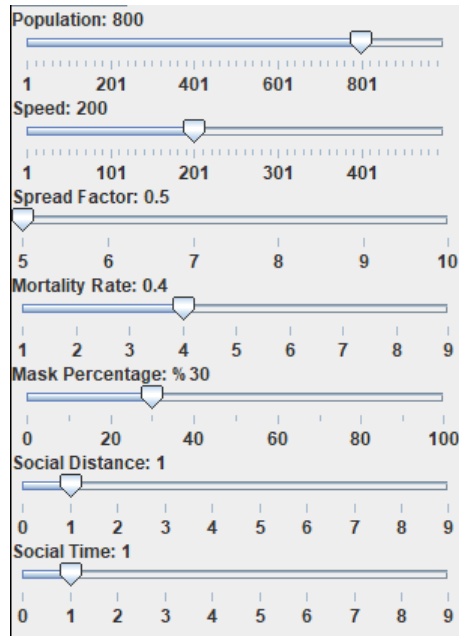 Population: 800
1 201 401 601 801
Speed: 200
1 101 201 301 401
Spread Factor: 0.5
5 6 7 8 9 10
Mortality Rate: 0.4
1 2 3 4 5 6 7 8 9
Mask Percentage: %30
0 20 40 60 80 100
Social Distance: 1
0 1 2 3 4 5 6 7 8 9
Social Time: 1
0 1 2 3 4 5 6 7 8 9